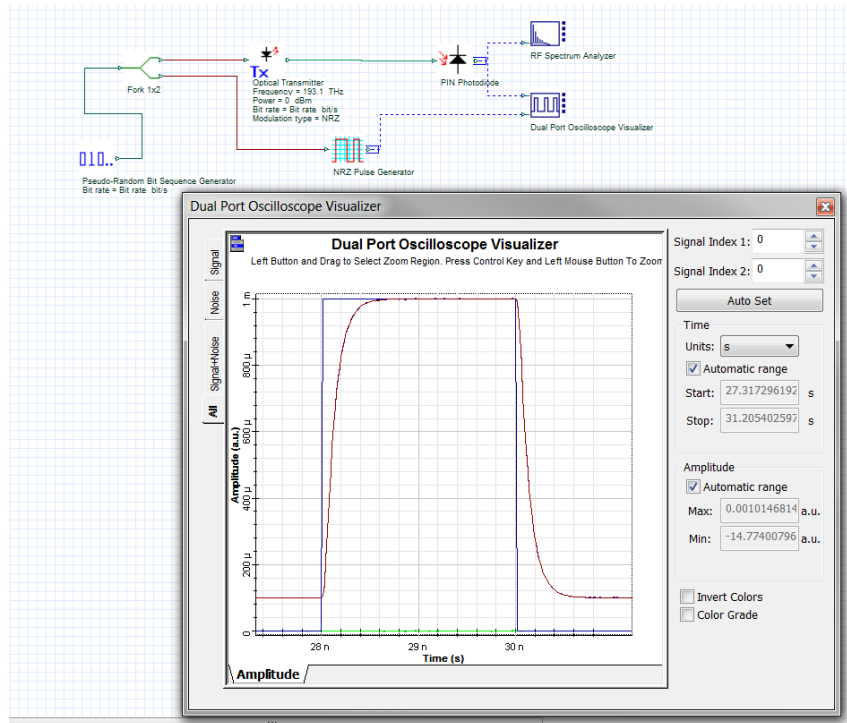 RF Spectrum Analyzer
Fork 1x2
Tx
Optical Transmitter
Frequency = 193.1 THz
Power = 0 dBm
Bit rate = Bit rate bit/s
Modulation type = NRZ
PIN Photodiode
Dual Port Oscilloscope Visualizer
NRZ Pulse Generator
Pseudo-Random Bit Sequence Generator
Bit rate = Bit rate bit/s
Dual Port Oscilloscope Visualizer
Dual Port Oscilloscope Visualizer
Left Button and Drag to Select Zoom Region. Press Control Key and Left Mouse Button To Zoom
Signal
Noise
Signal+Noise
All
Amplitude (a.u.)
1 m
800 µ
600 µ
400 µ
200 µ
0
28 n
29 n
30 n
Time (s)
Amplitude
Signal Index 1: 0
Signal Index 2: 0
Auto Set
Time
Units: s
Automatic range
Start: 27.317296192 s
Stop: 31.205402597 s
Amplitude
Automatic range
Max: 0.0010146814 a.u.
Min: -14.77400796 a.u.
Invert Colors
Color Grade